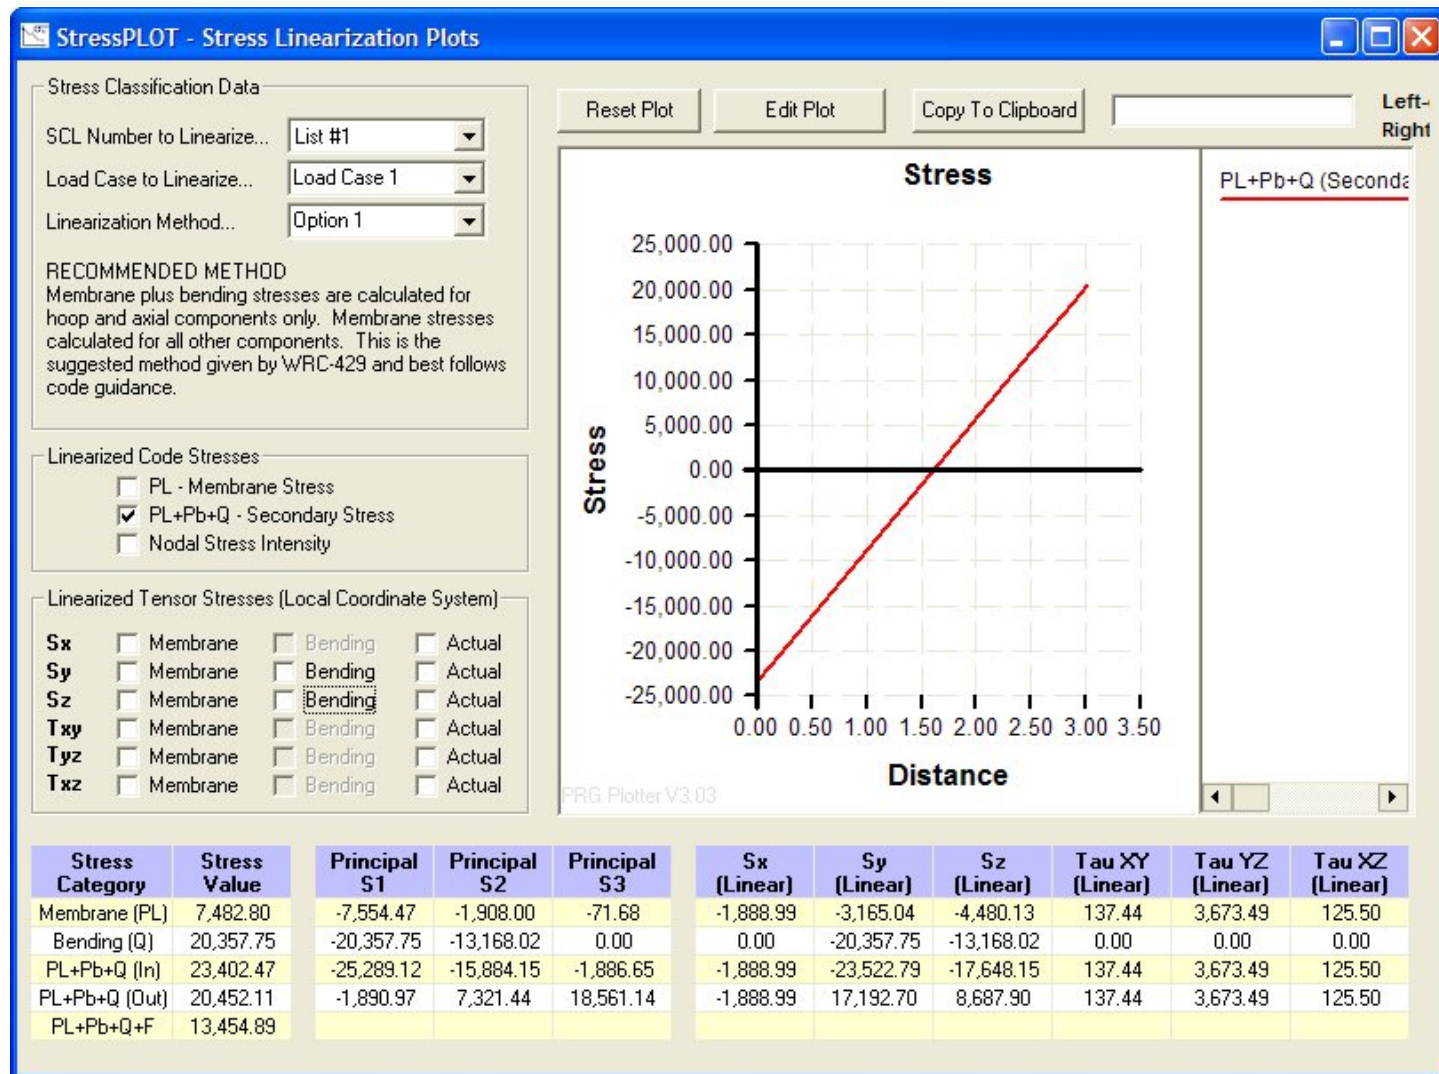 StressPLOT - Stress Linearization Plots
Stress Classification Data
SCL Number to Linearize... List #1
Load Case to Linearize... Load Case 1
Linearization Method... Option 1
RECOMMENDED METHOD
Membrane plus bending stresses are calculated for
hoop and axial components only. Membrane stresses
calculated for all other components. This is the
suggested method given by WRC-429 and best follows
code guidance.
Linearized Code Stresses
PL - Membrane Stress
PL+Pb+Q - Secondary Stress
Nodal Stress Intensity
Linearized Tensor Stresses (Local Coordinate System)
Sx Membrane Bending Actual
Sy Membrane Bending Actual
Sz Membrane Bending Actual
Txy Membrane Bending Actual
Tyz Membrane Bending Actual
Txz Membrane Bending Actual
Reset Plot Edit Plot Copy To Clipboard
Left-
Right
Stress
PL+Pb+Q (Seconda
25,000.00
20,000.00
15,000.00
10,000.00
5,000.00
0.00
-5,000.00
-10,000.00
-15,000.00
-20,000.00
-25,000.00
Stress
0.00 0.50 1.00 1.50 2.00 2.50 3.00 3.50
Distance
PRG Plotter V3.03
Stress Category Stress Value Principal S1 Principal S2 Principal S3 Sx (Linear) Sy (Linear) Sz (Linear) Tau XY (Linear) Tau YZ (Linear) Tau XZ (Linear)
Membrane (PL) 7,482.80 -7,554.47 -1,908.00 -71.68 -1,888.99 -3,165.04 -4,480.13 137.44 3,673.49 125.50
Bending (Q) 20,357.75 -20,357.75 -13,168.02 0.00 0.00 -20,357.75 -13,168.02 0.00 0.00 0.00
PL+Pb+Q (In) 23,402.47 -25,289.12 -15,884.15 -1,886.65 -1,888.99 -23,522.79 -17,648.15 137.44 3,673.49 125.50
PL+Pb+Q (Out) 20,452.11 -1,890.97 7,321.44 18,561.14 -1,888.99 17,192.70 8,687.90 137.44 3,673.49 125.50
PL+Pb+Q+F 13,454.89